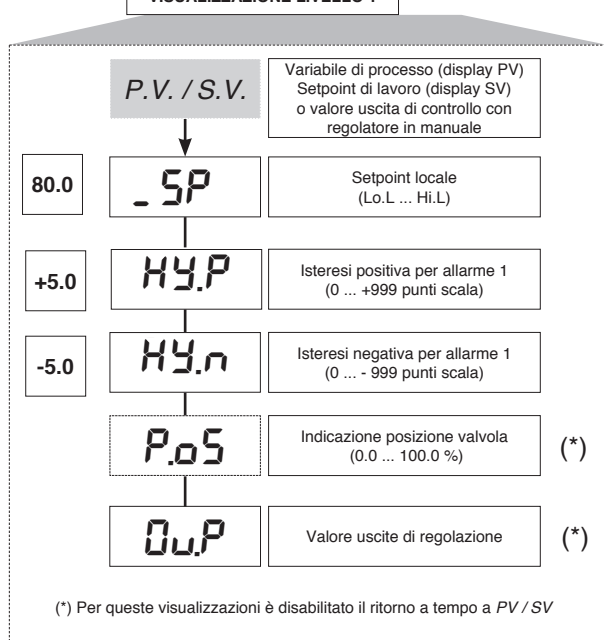 VISUALIZZAZIONE LIVELLO 1
P.V. / S.V.
Variabile di processo (display PV)
Setpoint di lavoro (display SV)
o valore uscita di controllo con
regolatore in manuale
80.0
_SP
Setpoint locale
(Lo.L ... Hi.L)
+5.0
HY.P
Isteresi positiva per allarme 1
(0 ... +999 punti scala)
-5.0
HY.n
Isteresi negativa per allarme 1
(0 ... - 999 punti scala)
P.oS
Indicazione posizione valvola
(0.0 ... 100.0 %)
(*)
Ou.P
Valore uscite di regolazione
(*)
(*) Per queste visualizzazioni è disabilitato il ritorno a tempo a PV / SV